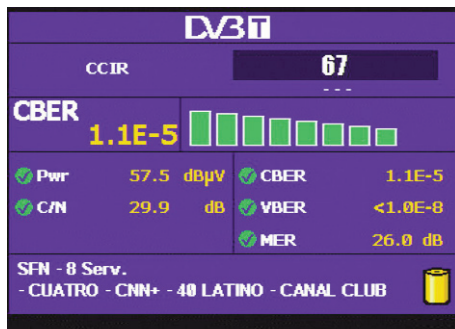 DVB T
CCIR 67
- - -
CBER
1.1E-5
Pwr 57.5 dBµV CBER 1.1E-5
C/N 29.9 dB VBER <1.0E-8
MER 26.0 dB
SFN - 8 Serv.
- CUATRO - CNN+ - 40 LATINO - CANAL CLUB